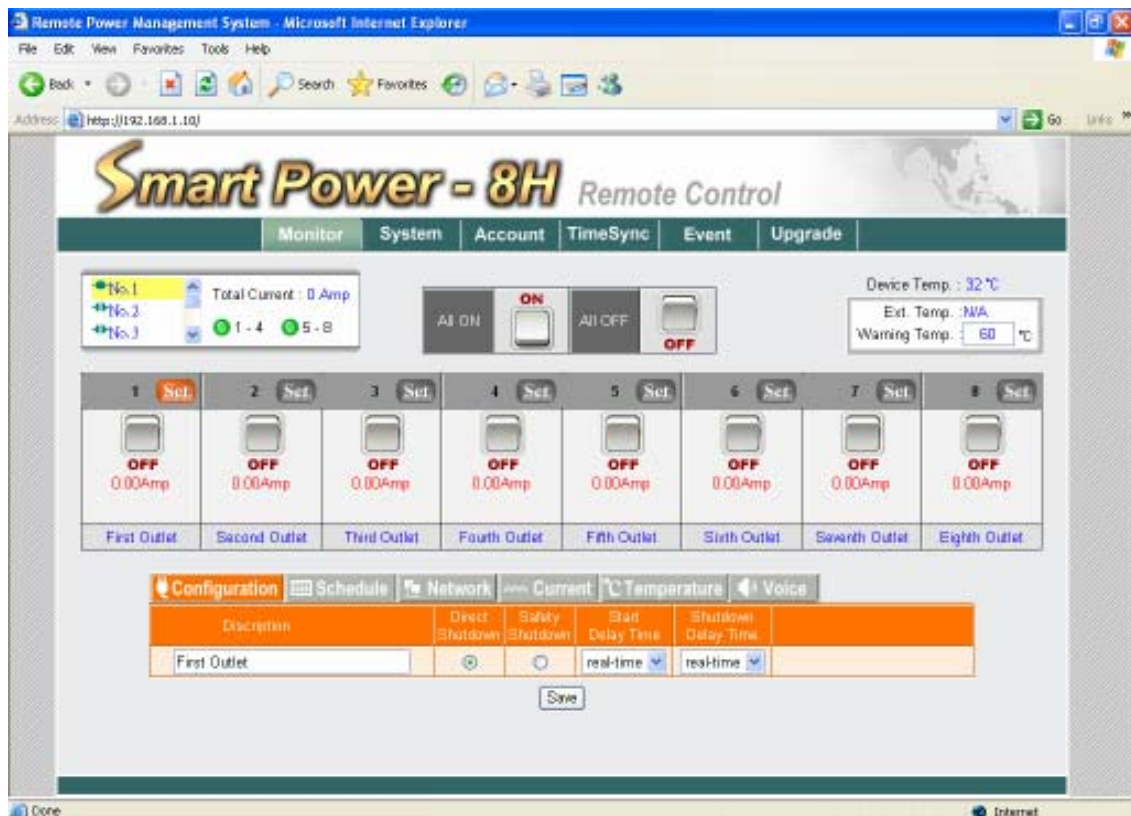 Remote Power Management System - Microsoft Internet Explorer
File Edit View Favorites Tools Help
Back Search Favorites
Address http://192.168.1.10/ Go Links
Smart Power - 8H Remote Control
Monitor System Account TimeSync Event Upgrade
No.1
No.2
No.3
Total Current : 0 Amp
1 - 4 5 - 8
All ON ON All OFF OFF
Device Temp. : 32 °C
Ext. Temp. : N/A
Warning Temp. : 60 °C
1 Set 2 Set 3 Set 4 Set 5 Set 6 Set 7 Set 8 Set
OFF OFF OFF OFF OFF OFF OFF OFF
0.00Amp 0.00Amp 0.00Amp 0.00Amp 0.00Amp 0.00Amp 0.00Amp 0.00Amp
First Outlet Second Outlet Third Outlet Fourth Outlet Fifth Outlet Sixth Outlet Seventh Outlet Eighth Outlet
Configuration Schedule Network Current °C Temperature Voice
Discription Direct Shutdown Safety Shutdown Start Delay Time Shutdown Delay Time
First Outlet real-time real-time
Save
Done Internet